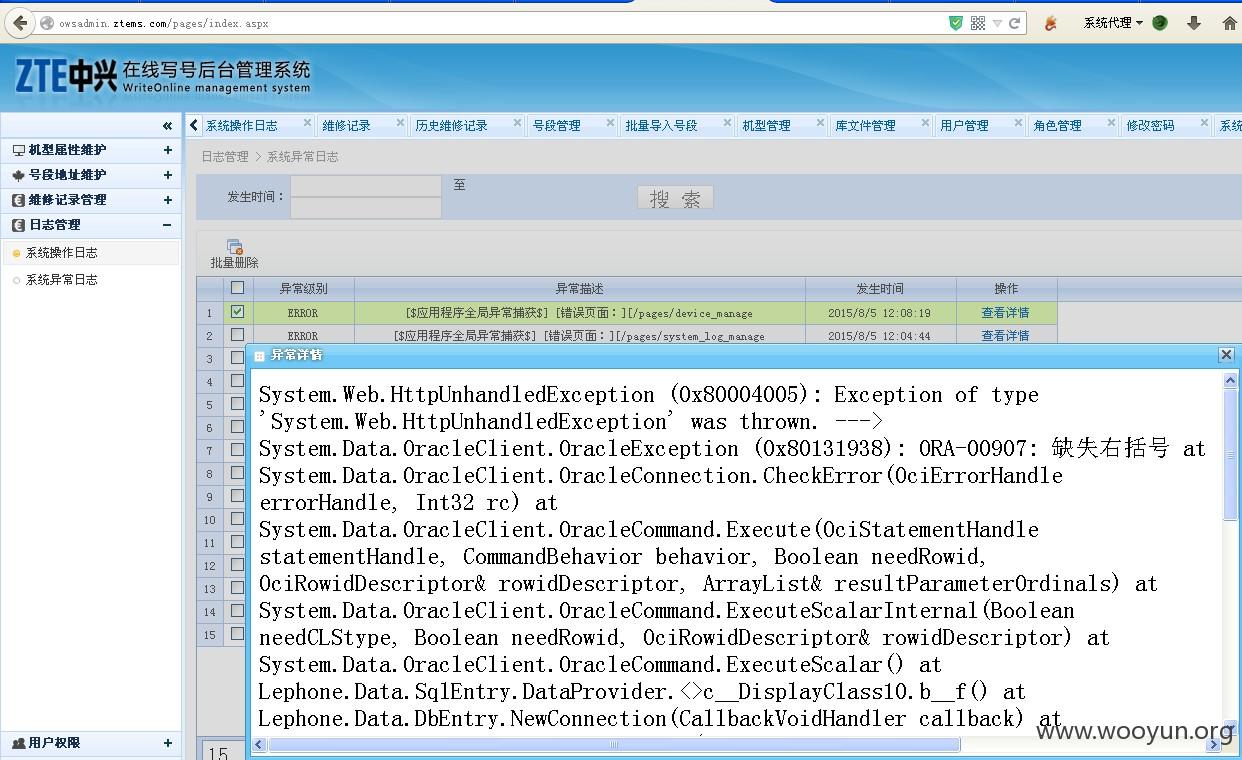 owsadmin.ztems.com/pages/index.aspx
系统代理
ZTE中兴 在线写号后台管理系统
WriteOnline management system
«
系统操作日志 × 维修记录 × 历史维修记录 × 号段管理 × 批量导入号段 × 机型管理 × 库文件管理 × 用户管理 × 角色管理 × 修改密码 × 系统
机型属性维护 +
号段地址维护 +
维修记录管理 +
日志管理 −
系统操作日志
系统异常日志
用户权限 +
日志管理 > 系统异常日志
发生时间： 至 搜 索
批量删除
异常级别 异常描述 发生时间 操作
1 ERROR [$应用程序全局异常捕获$] [错误页面：][/pages/device_manage 2015/8/5 12:08:19 查看详情
2 ERROR [$应用程序全局异常捕获$] [错误页面：][/pages/system_log_manage 2015/8/5 12:04:44 查看详情
3
4
5
6
7
8
9
10
11
12
13
14
15
15
异常详情
System.Web.HttpUnhandledException (0x80004005): Exception of type
'System.Web.HttpUnhandledException' was thrown. --->
System.Data.OracleClient.OracleException (0x80131938): ORA-00907: 缺失右括号 at
System.Data.OracleClient.OracleConnection.CheckError(OciErrorHandle
errorHandle, Int32 rc) at
System.Data.OracleClient.OracleCommand.Execute(OciStatementHandle
statementHandle, CommandBehavior behavior, Boolean needRowid,
OciRowidDescriptor& rowidDescriptor, ArrayList& resultParameterOrdinals) at
System.Data.OracleClient.OracleCommand.ExecuteScalarInternal(Boolean
needCLStype, Boolean needRowid, OciRowidDescriptor& rowidDescriptor) at
System.Data.OracleClient.OracleCommand.ExecuteScalar() at
Lephone.Data.SqlEntry.DataProvider.<>c__DisplayClass10.b__f() at
Lephone.Data.DbEntry.NewConnection(CallbackVoidHandler callback) at
www.wooyun.org